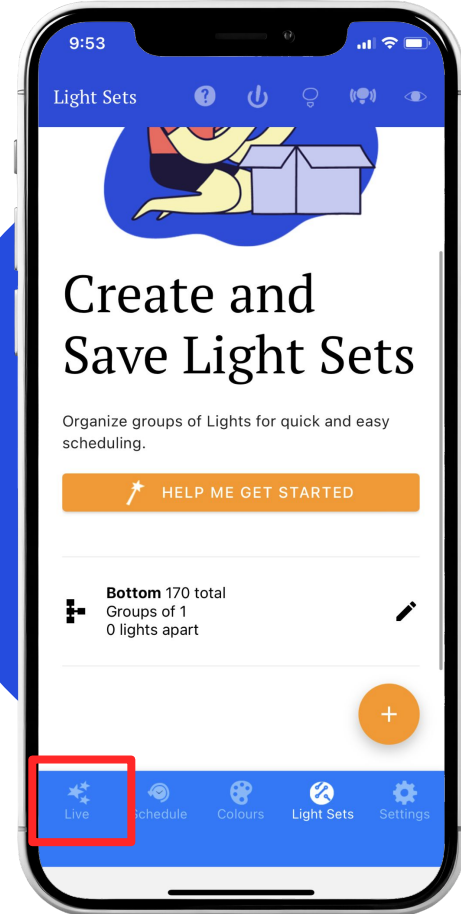 9:53
Light Sets
?
Create and
Save Light Sets
Organize groups of Lights for quick and easy
scheduling.
HELP ME GET STARTED
Bottom 170 total
Groups of 1
0 lights apart
+
Live Schedule Colours Light Sets Settings